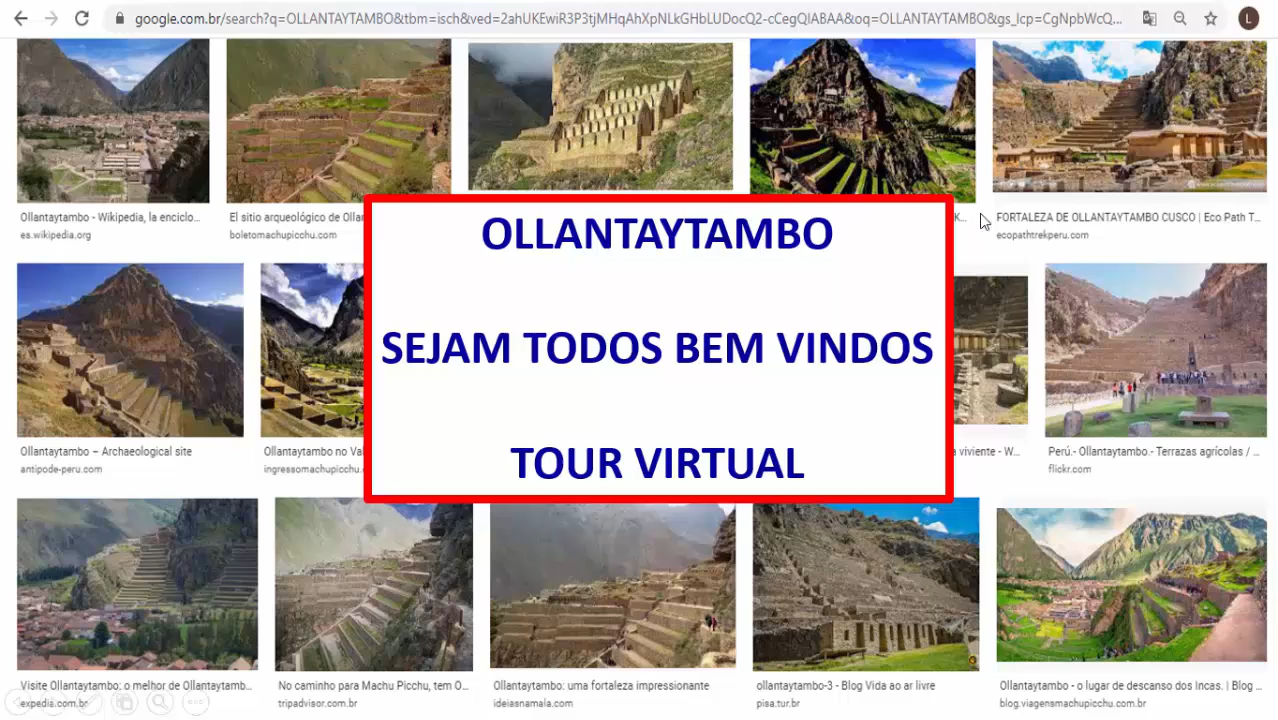 google.com.br/search?q=OLLANTAYTAMBO&tbm=isch&ved=2ahUKEwiR3P3tjMHqAhXpNLkGHbLUDocQ2-cCegQIABAA&oq=OLLANTAYTAMBO&gs_lcp=CgNpbWcQ...
L
Ollantaytambo - Wikipedia, la enciclo...
es.wikipedia.org
El sitio arqueológico de Ollan
boletomachupicchu.com
K...
FORTALEZA DE OLLANTAYTAMBO CUSCO | Eco Path T...
ecopathtrekperu.com
OLLANTAYTAMBO
SEJAM TODOS BEM VINDOS
TOUR VIRTUAL
Ollantaytambo – Archaeological site
antipode-peru.com
Ollantaytambo no Va
ingressomachupicchu.c
a viviente - W...
Perú.- Ollantaytambo.- Terrazas agrícolas / ...
flickr.com
Visite Ollantaytambo: o melhor de Ollantaytamb...
expedia.com.br
No caminho para Machu Picchu, tem O...
tripadvisor.com.br
Ollantaytambo: uma fortaleza impressionante
ideiasnamala.com
ollantaytambo-3 - Blog Vida ao ar livre
pisa.tur.br
Ollantaytambo - o lugar de descanso dos Incas. | Blog ...
blog.viagensmachupicchu.com.br